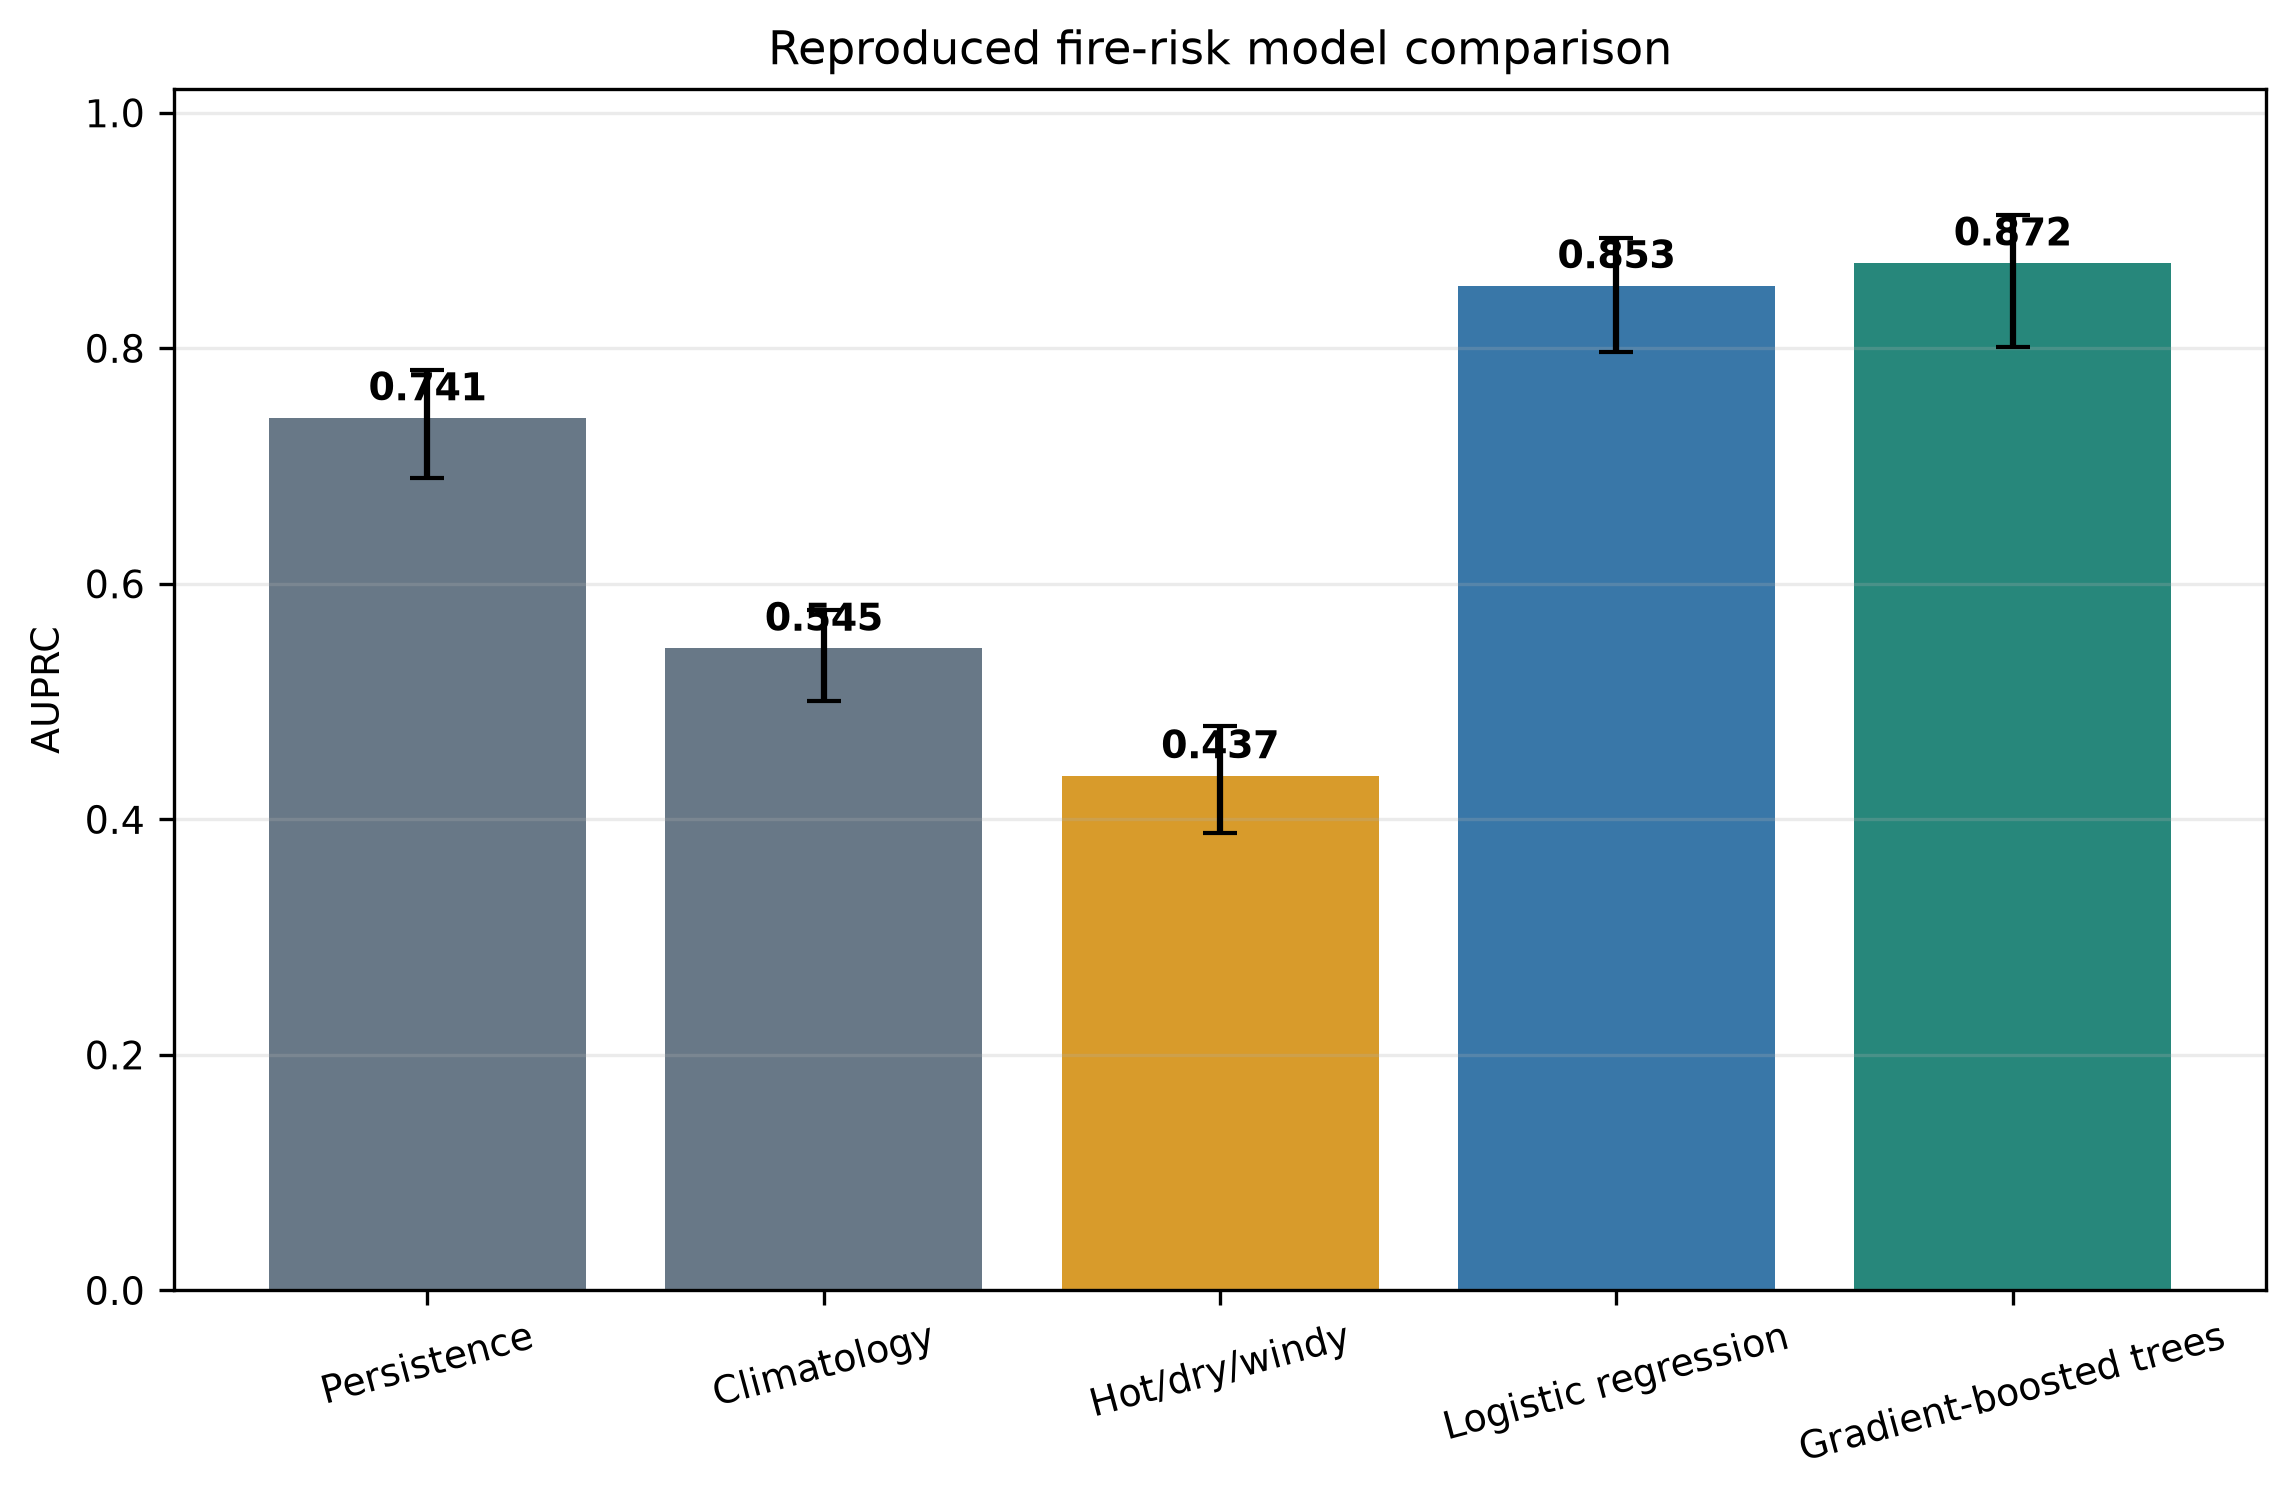 Reproduced fire-risk model comparison
AUPRC
1.0
0.8
0.6
0.4
0.2
0.0
0.741
0.545
0.437
0.853
0.872
Persistence
Climatology
Hot/dry/windy
Logistic regression
Gradient-boosted trees